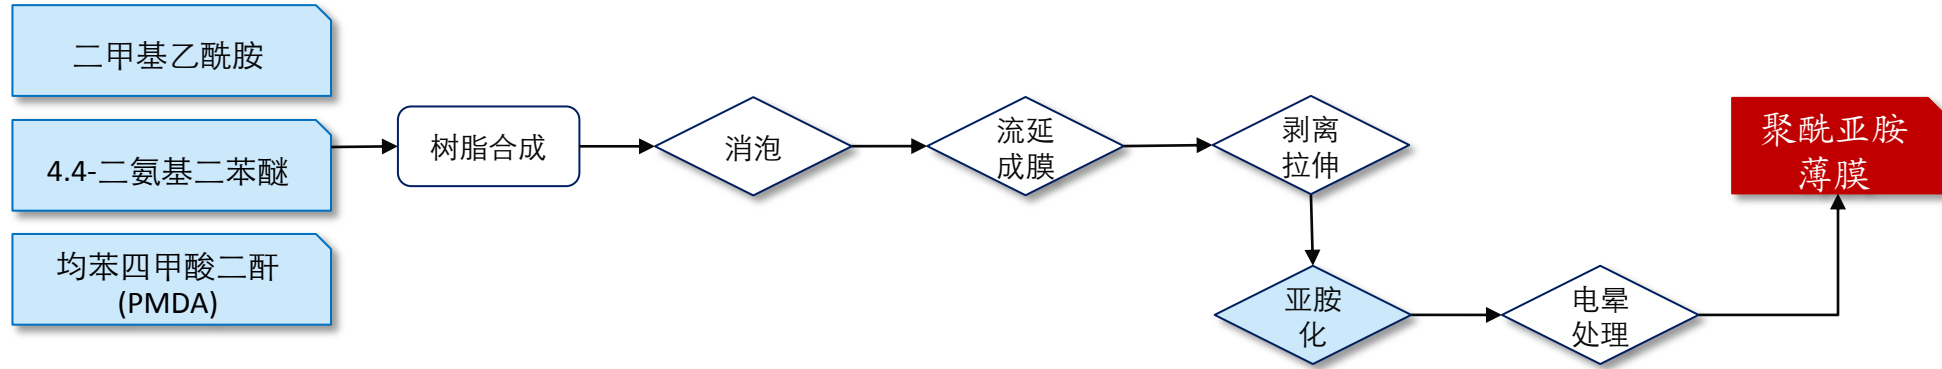 二甲基乙酰胺
4.4-二氨基二苯醚
均苯四甲酸二酐
(PMDA)
树脂合成
消泡
流延
成膜
剥离
拉伸
亚胺
化
电晕
处理
聚酰亚胺
薄膜